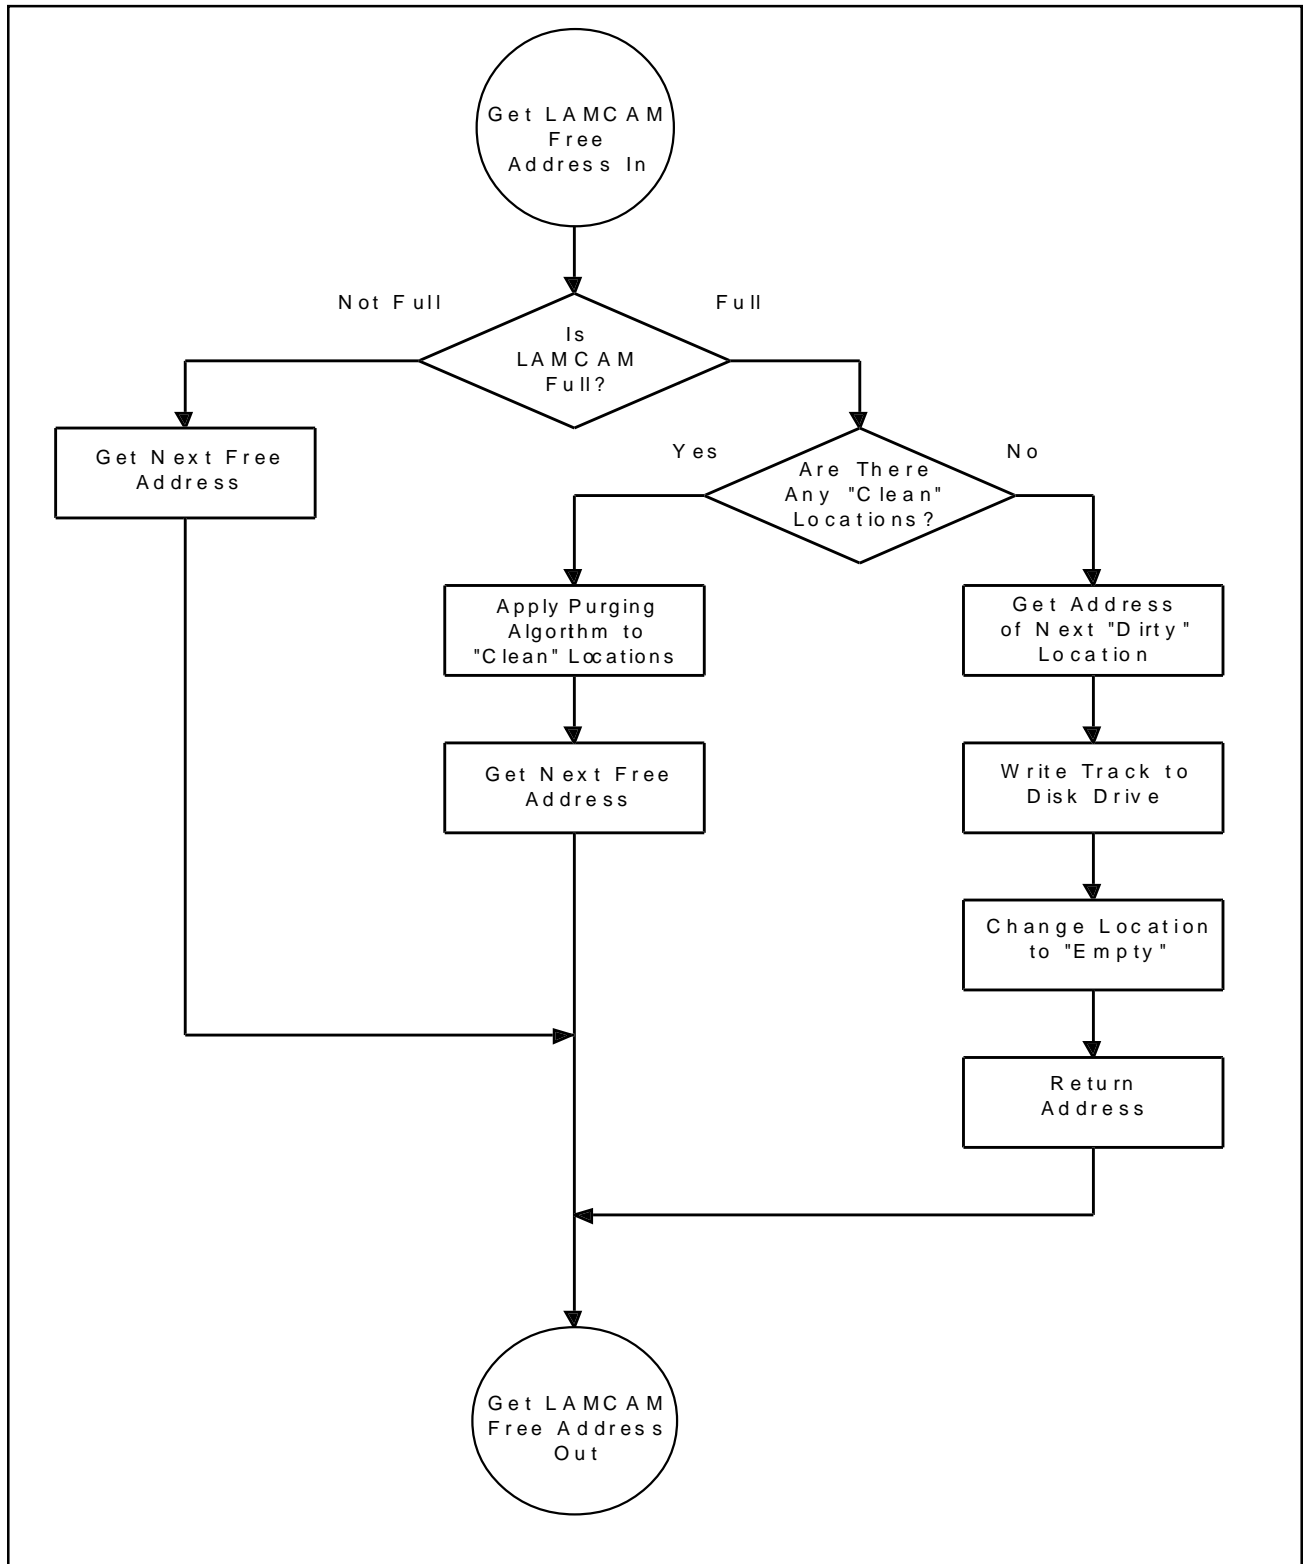 Get LAMCAM
Free
Address In
Not Full
Full
Is
LAMCAM
Full?
Get Next Free
Address
Yes
No
Are There
Any "Clean"
Locations?
Apply Purging
Algorthm to
"Clean" Locations
Get Address
of Next "Dirty"
Location
Get Next Free
Address
Write Track to
Disk Drive
Change Location
to "Empty"
Return
Address
Get LAMCAM
Free Address
Out